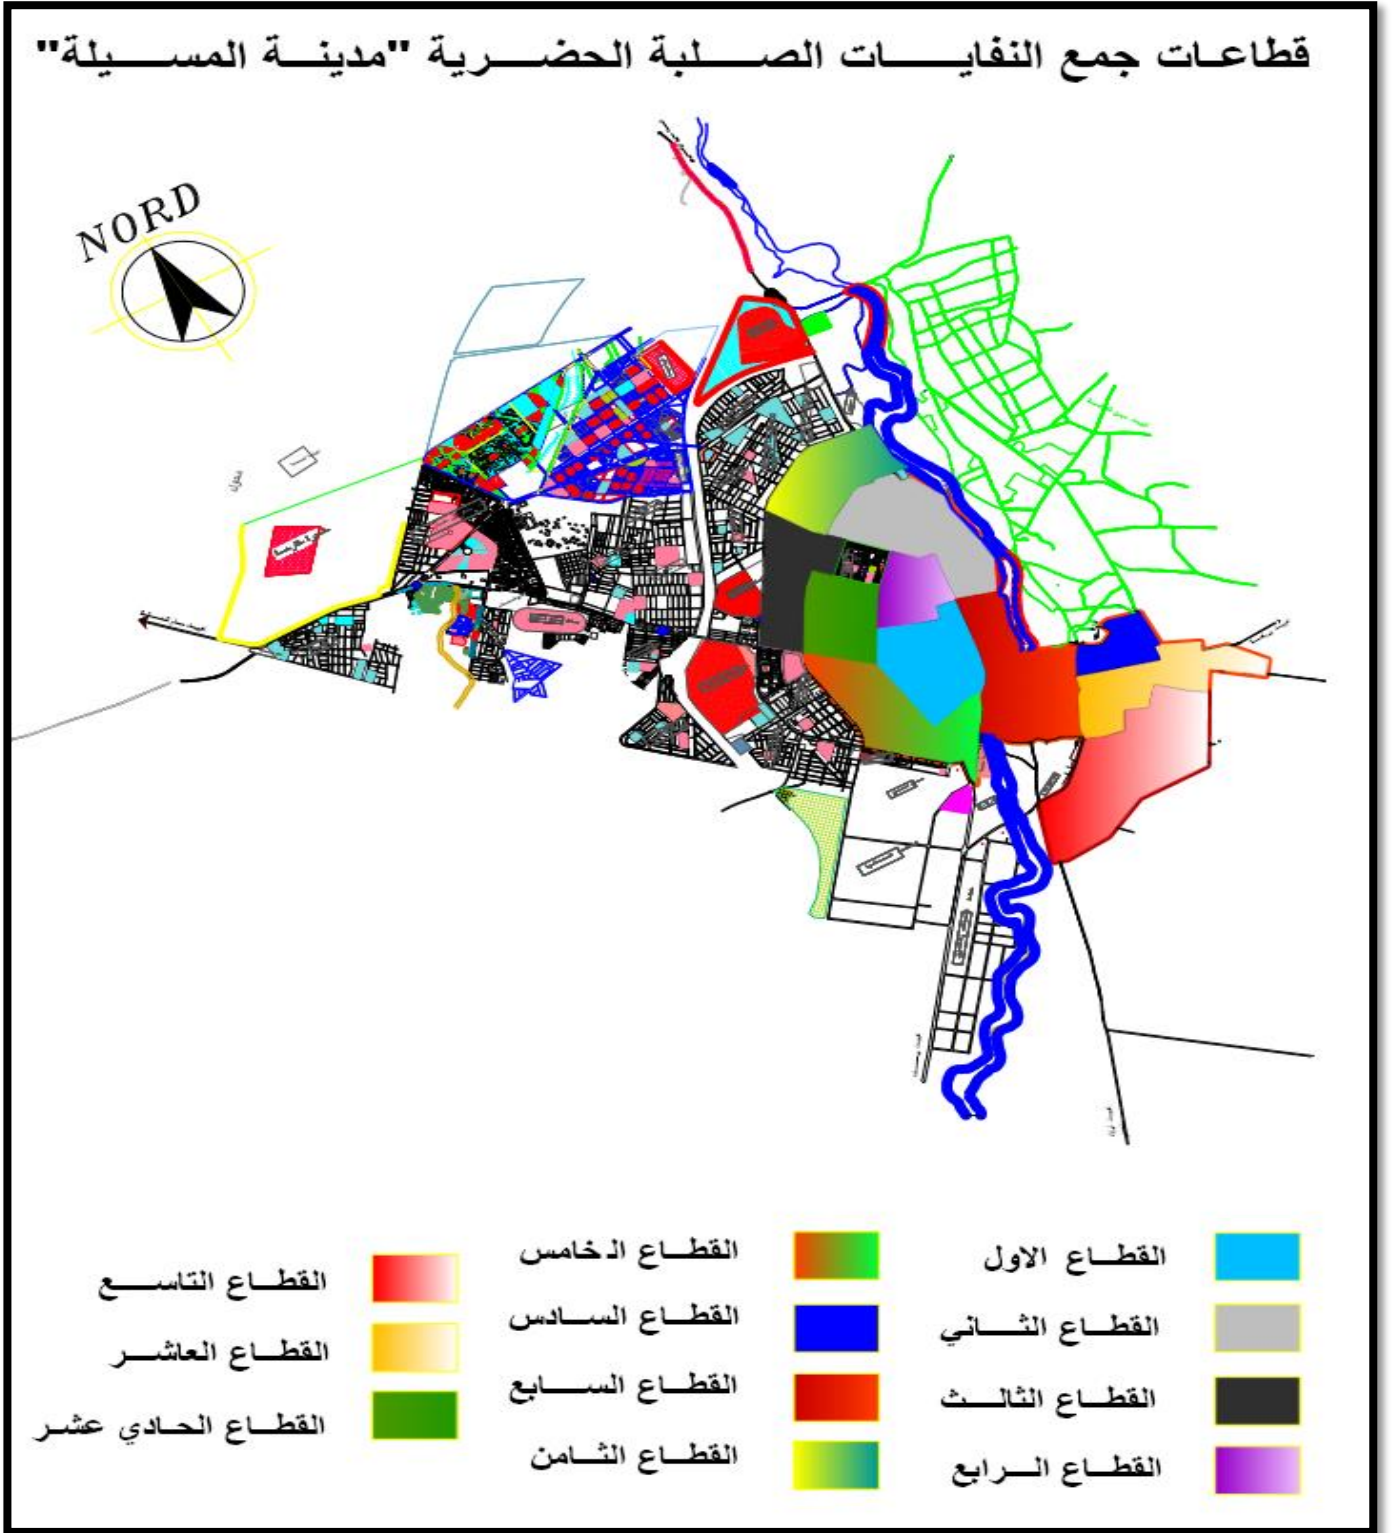 قطاعات جمع النفايات الصلبة الحضرية "مدينة المسيلة"
NORD
القطاع الاول
القطاع الثاني
القطاع الثالث
القطاع الرابع
القطاع الخامس
القطاع السادس
القطاع السابع
القطاع الثامن
القطاع التاسع
القطاع العاشر
القطاع الحادي عشر